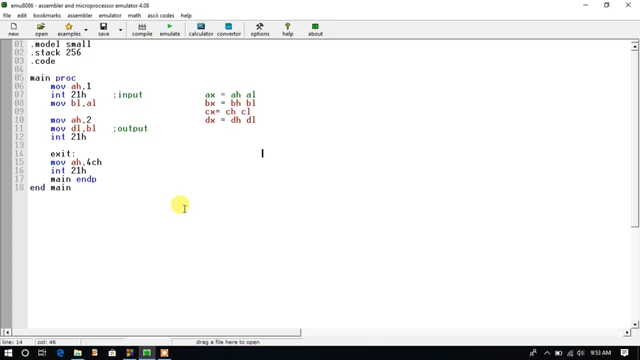 emu8086 - assembler and microprocessor emulator 4.08
file edit bookmarks assembler emulator math ascii codes help
new open examples save compile emulate calculator convertor options about
01 .model small
02 .stack 256
03 .code
04
05 main proc
06 mov ah,1
07 int 21h ;input ax = ah al
08 mov bl,al bx = bh bl
09 cx= ch cl
10 mov ah,2 dx = dh dl
11 mov dl,bl ;output
12 int 21h
13
14 exit:
15 mov ah,4ch
16 int 21h
17 main endp
18 end main
line: 14 col: 46 drag a file here to open
9:53 AM